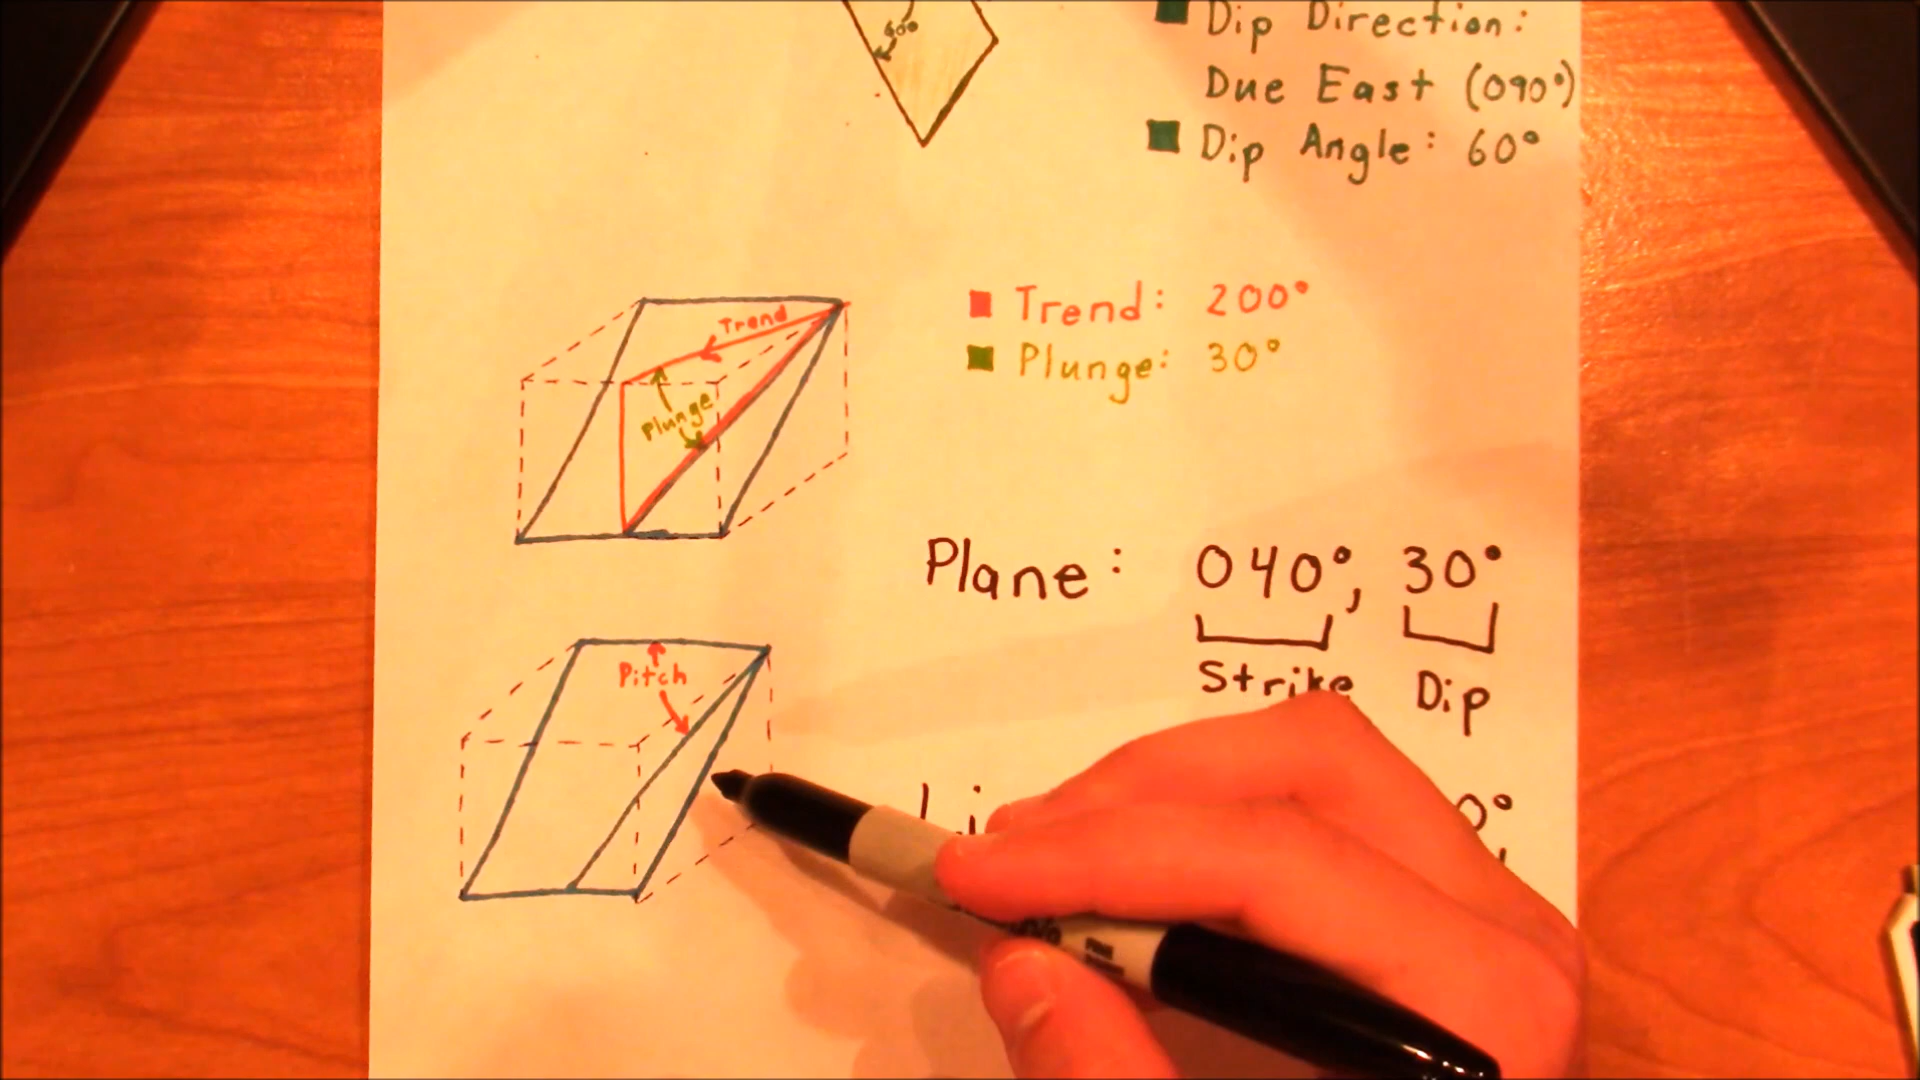 Dip Direction:
Due East (090°)
Dip Angle: 60°
Trend
Plunge
Trend: 200°
Plunge: 30°
Plane: 040°, 30°
Strike Dip
Pitch